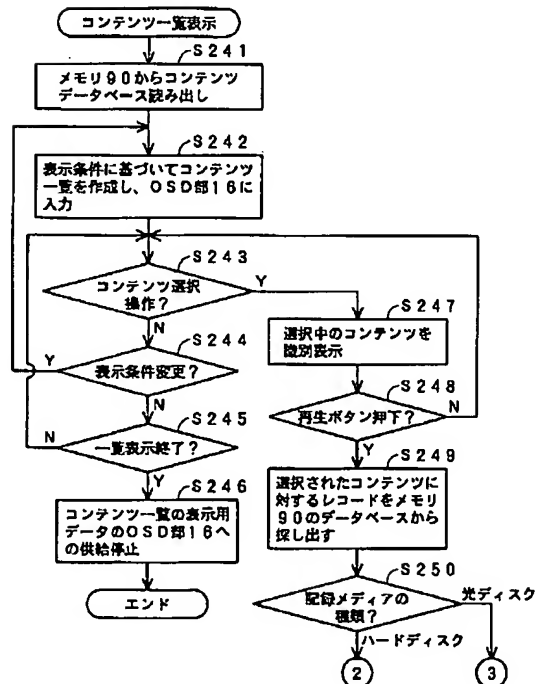 コンテンツ一覧表示
S241
メモリ90からコンテンツ
データベース読み出し
S242
表示条件に基づいてコンテンツ
一覧を作成し、OSD部16に
入力
S243
コンテンツ選択
操作?
Y
N
S244
表示条件変更?
Y
N
S245
一覧表示終了?
N
Y
S246
コンテンツ一覧の表示用
データのOSD部16へ
の供給停止
エンド
S247
選択中のコンテンツを
識別表示
S248
再生ボタン押下?
N
Y
S249
選択されたコンテンツに
対するレコードをメモリ
90のデータベースから
探し出す
S250
記録メディアの
種類?
光ディスク
ハードディスク
2
3